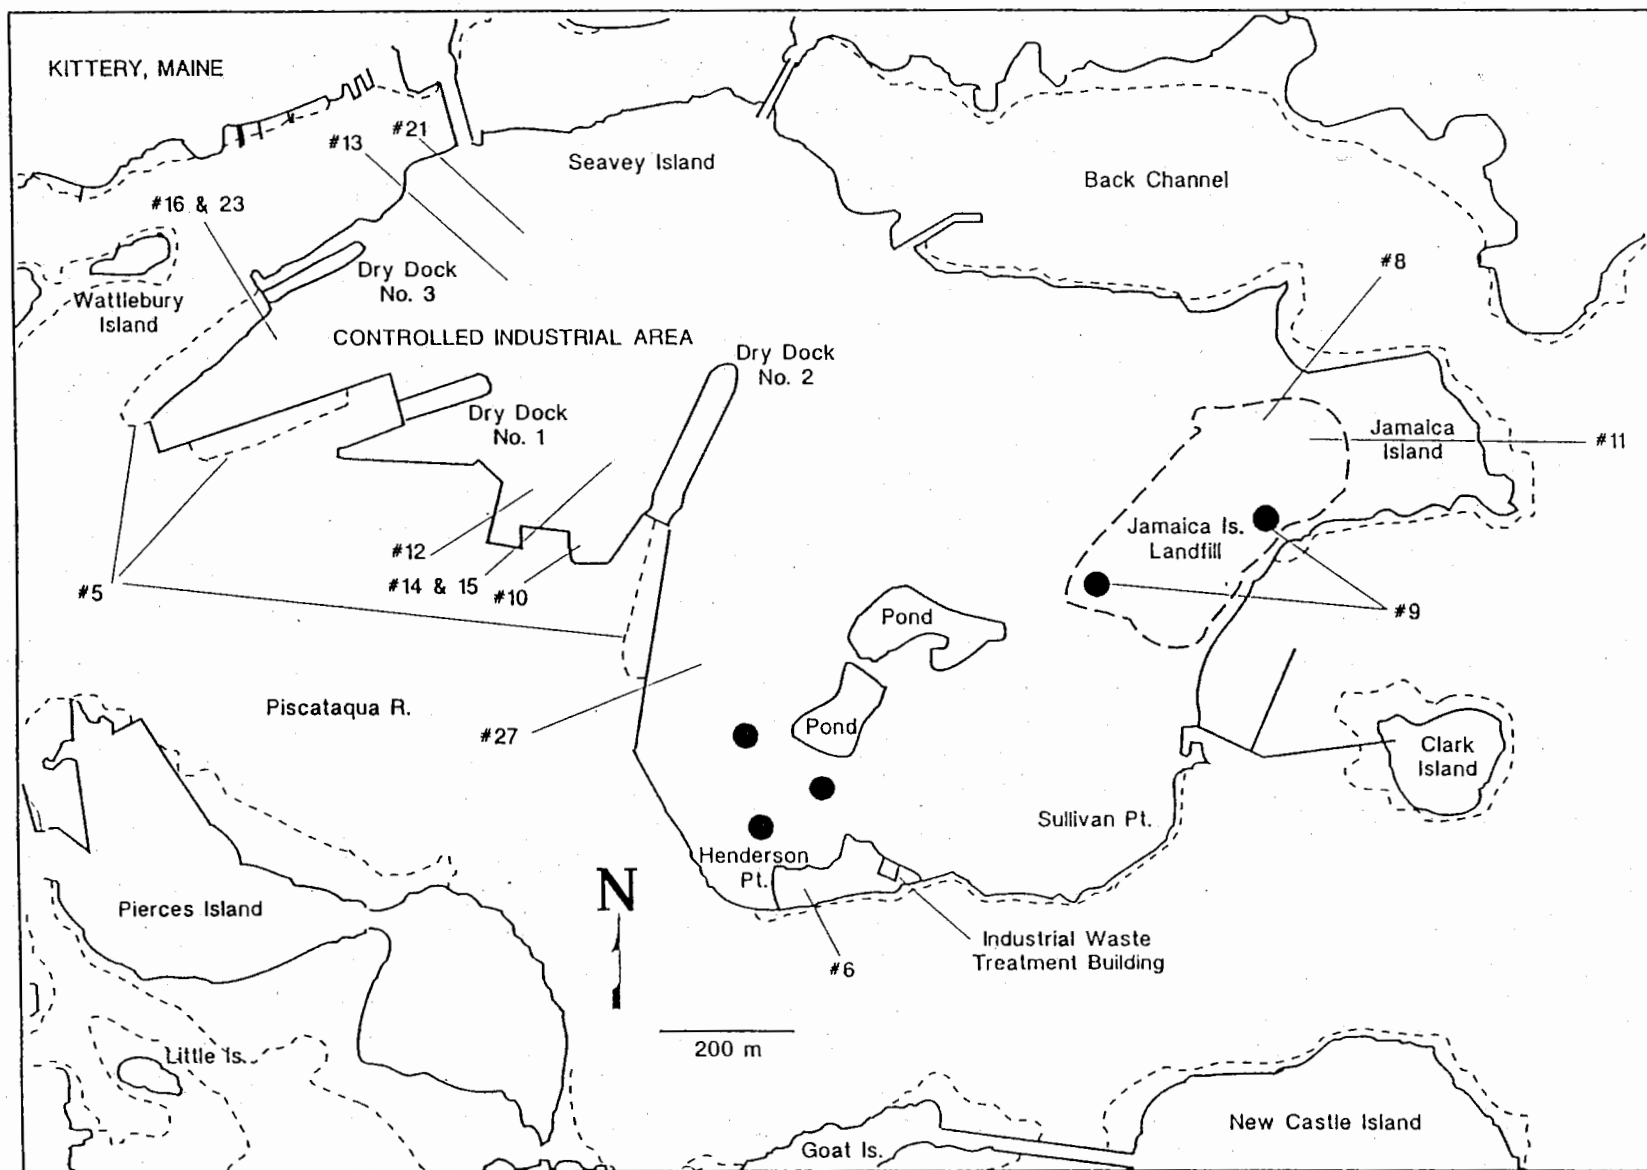 KITTERY, MAINE
#13
#21
Seavey Island
Back Channel
#16 & 23
#8
Dry Dock
No. 3
Wattlebury
Island
CONTROLLED INDUSTRIAL AREA
Dry Dock
No. 2
Dry Dock
No. 1
Jamaica
Island
#11
Jamaica Is.
Landfill
#12
#14 & 15
#10
#5
#9
Pond
Piscataqua R.
#27
Pond
Clark
Island
Sullivan Pt.
Henderson
Pt.
N
Pierces Island
Industrial Waste
Treatment Building
#6
200 m
Little Is.
New Castle Island
Goat Is.